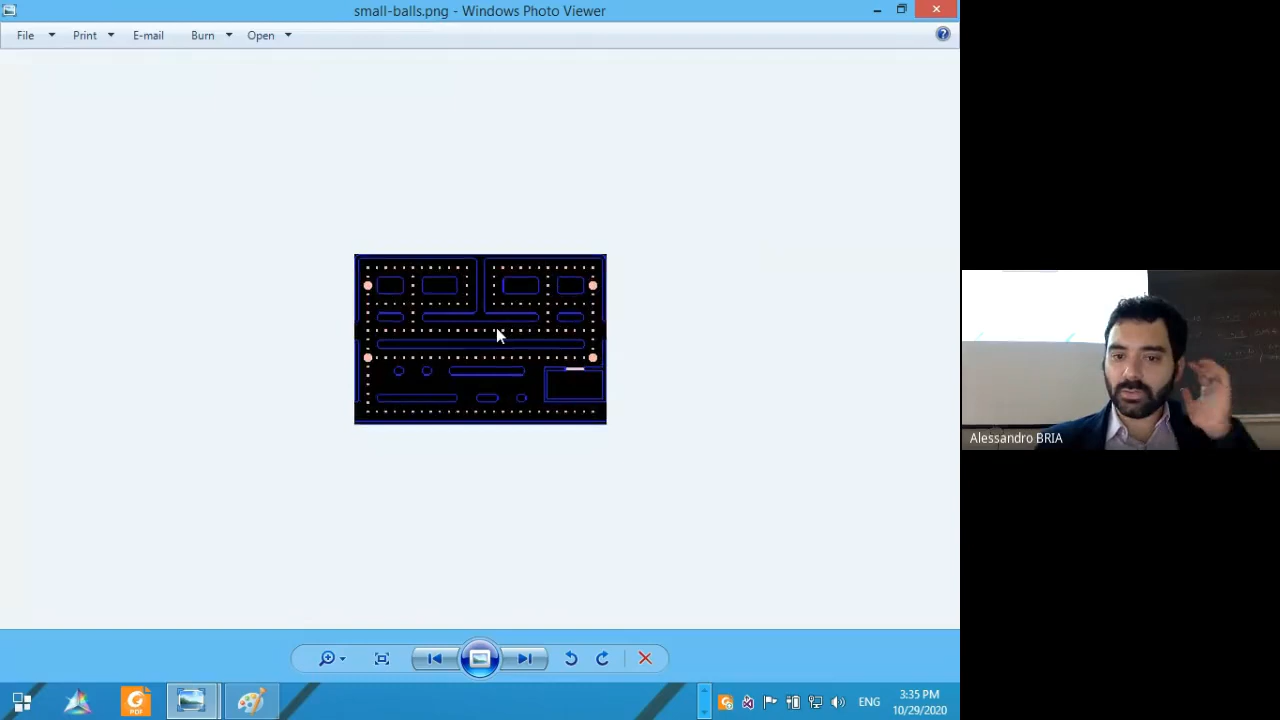 small-balls.png - Windows Photo Viewer
File Print E-mail Burn Open
Alessandro BRIA
PDF
ENG
3:35 PM
10/29/2020